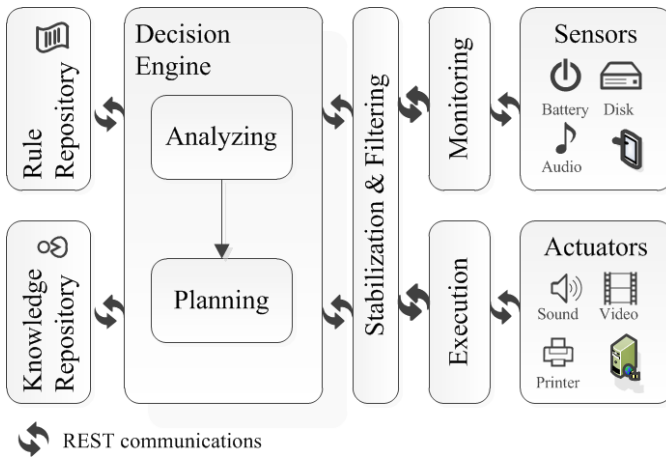 Rule
Repository
Decision
Engine
Analyzing
Planning
Knowledge
Repository
Stabilization & Filtering
Monitoring
Execution
Sensors
Battery
Disk
Audio
Actuators
Sound
Video
Printer
REST communications